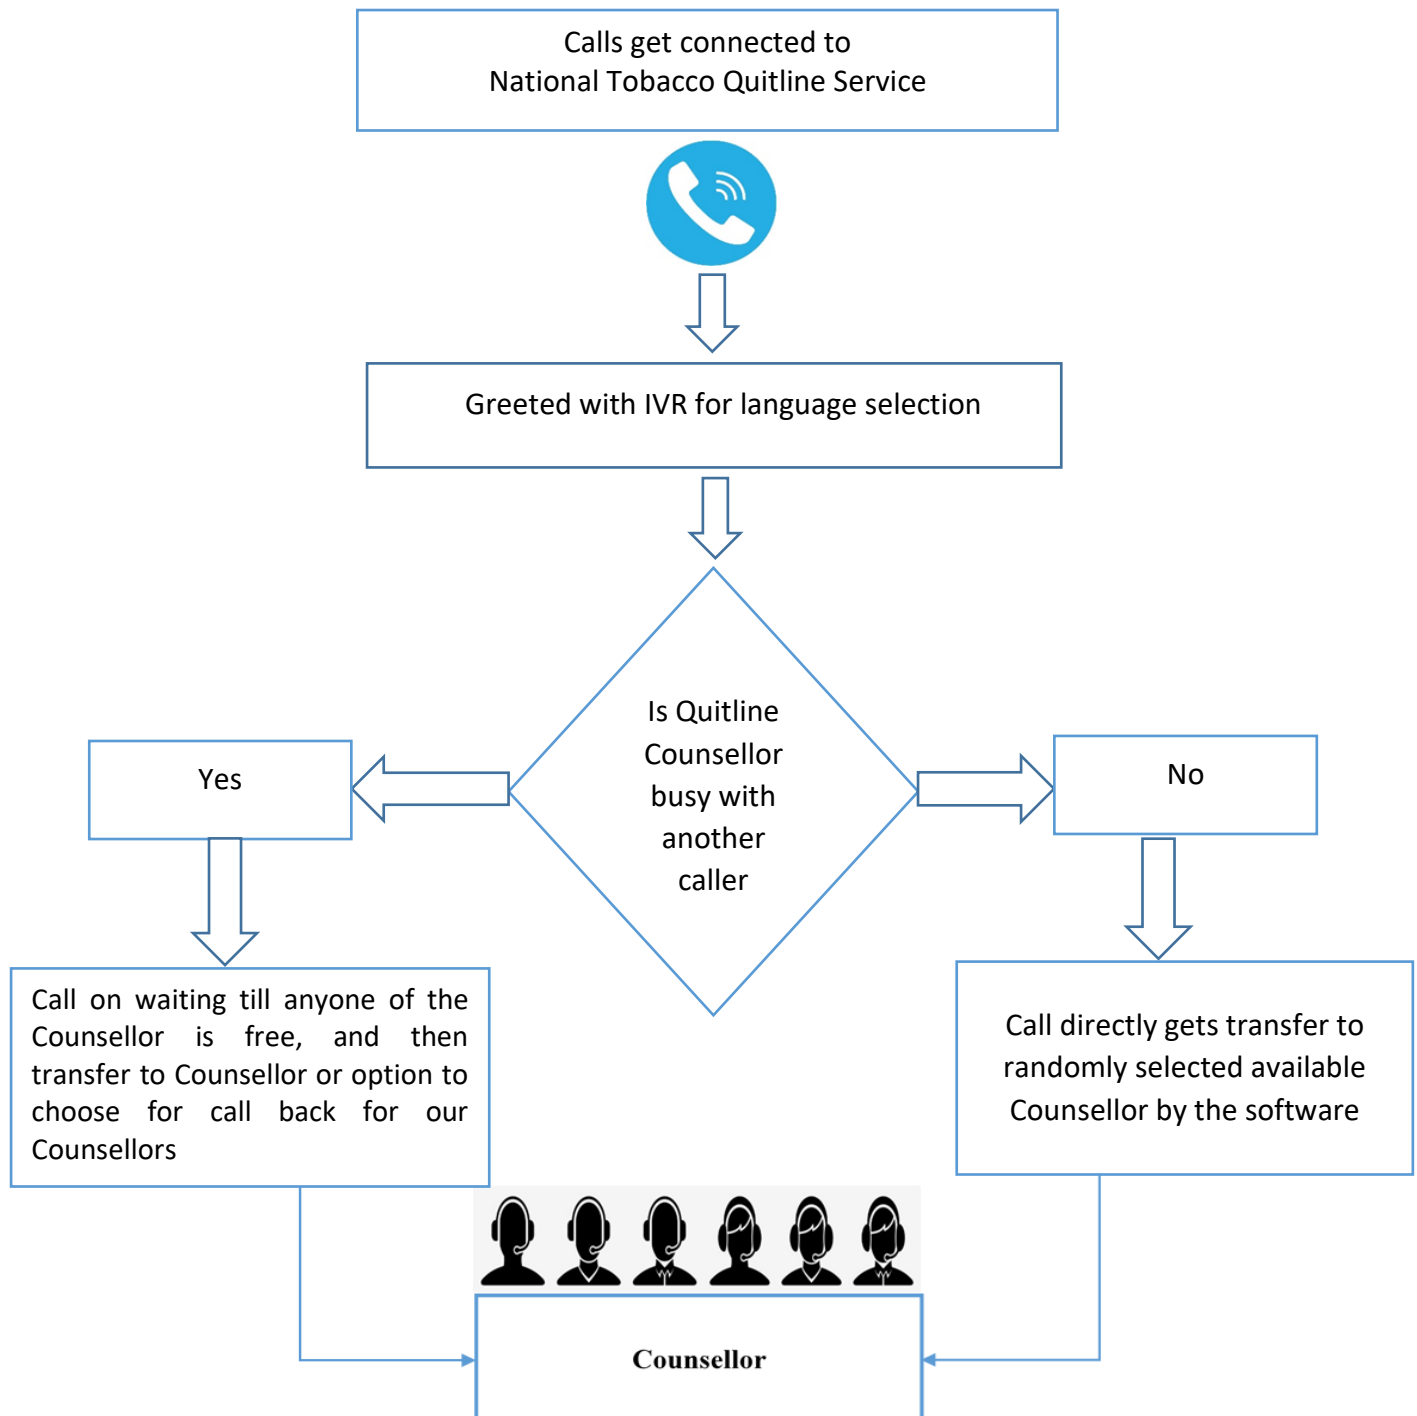 Calls get connected to
National Tobacco Quitline Service
Greeted with IVR for language selection
Is Quitline
Counsellor
busy with
another
caller
Yes
No
Call on waiting till anyone of the
Counsellor is free, and then
transfer to Counsellor or option to
choose for call back for our
Counsellors
Call directly gets transfer to
randomly selected available
Counsellor by the software
Counsellor